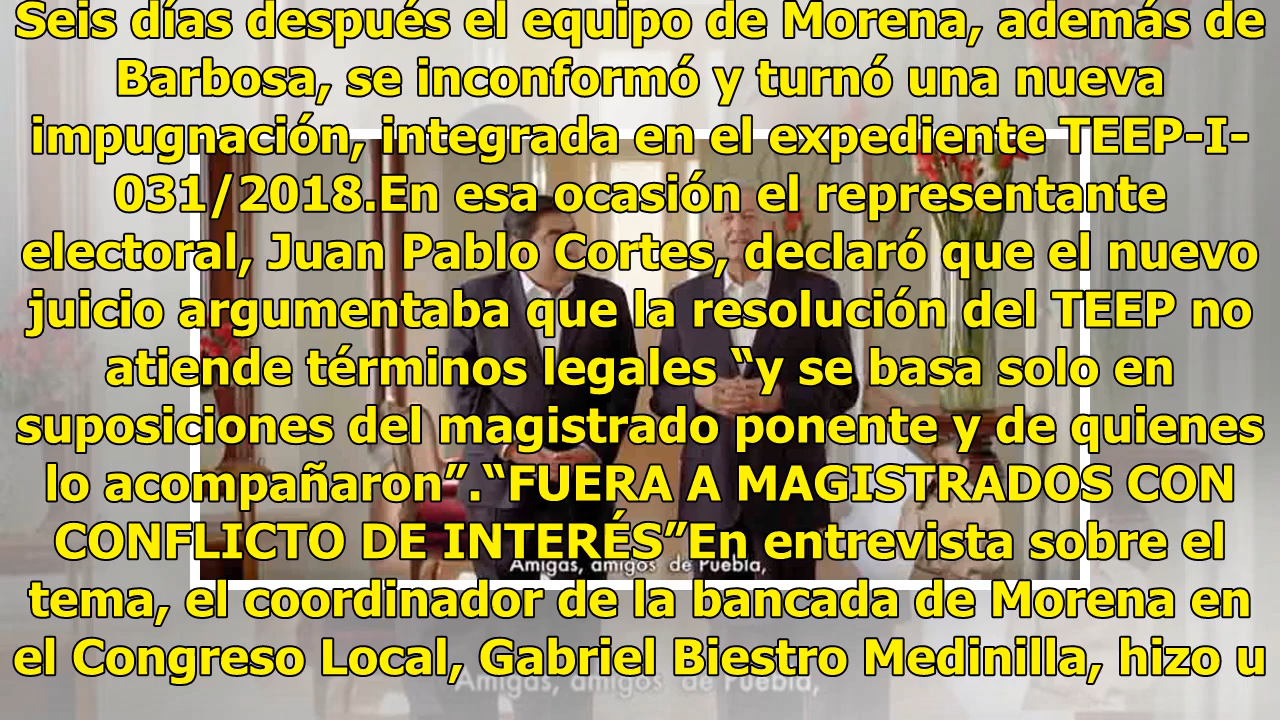 Seis días después el equipo de Morena, además de
Barbosa, se inconformó y turnó una nueva
impugnación, integrada en el expediente TEEP-I-
031/2018.En esa ocasión el representante
electoral, Juan Pablo Cortes, declaró que el nuevo
juicio argumentaba que la resolución del TEEP no
atiende términos legales “y se basa solo en
suposiciones del magistrado ponente y de quienes
lo acompañaron”.“FUERA A MAGISTRADOS CON
CONFLICTO DE INTERÉS”En entrevista sobre el
Amigas, amigos de Puebla,
tema, el coordinador de la bancada de Morena en
el Congreso Local, Gabriel Biestro Medinilla, hizo u
Amigas, amigos de Puebla,